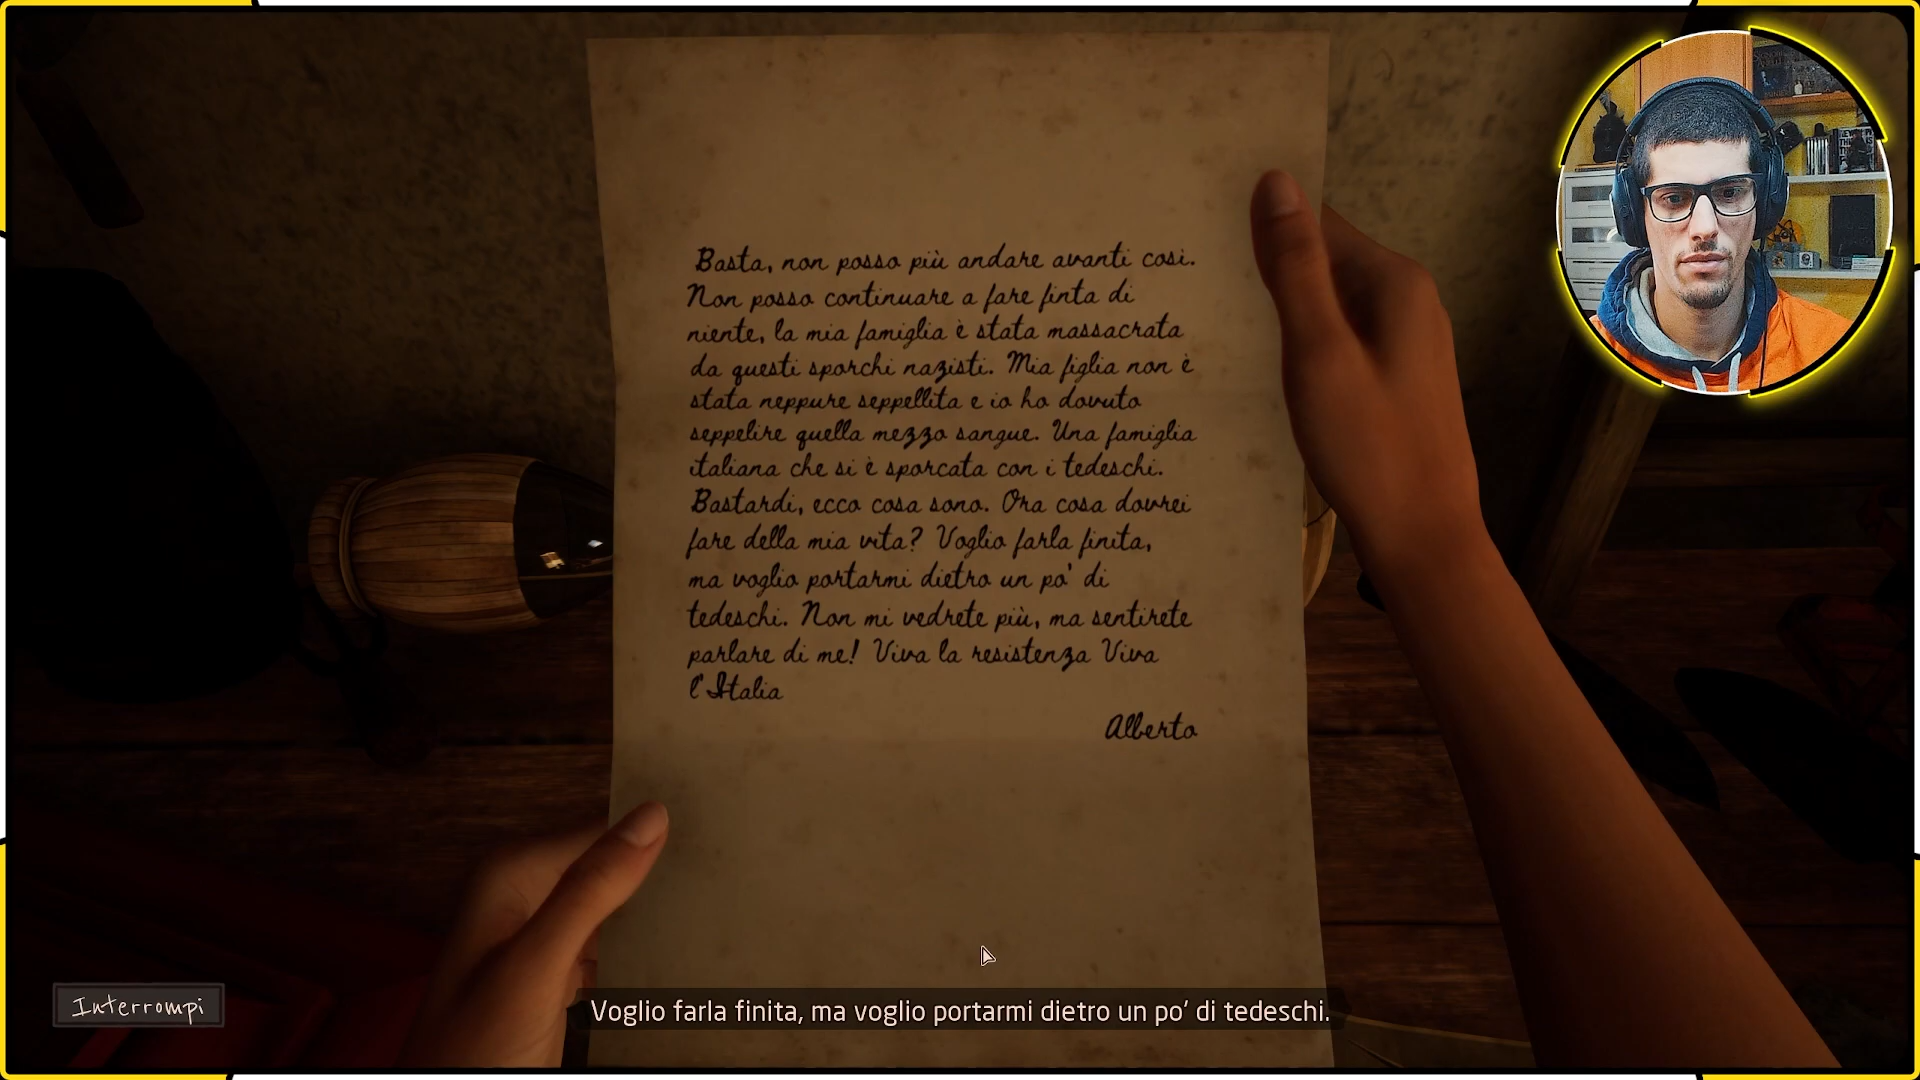 Basta, non posso più andare avanti così.
Non posso continuare a fare finta di
niente, la mia famiglia è stata massacrata
da questi sporchi nazisti. Mia figlia non è
stata neppure seppellita e io ho dovuto
seppelire quella mezzo sangue. Una famiglia
italiana che si è sporcata con i tedeschi.
Bastardi, ecco cosa sono. Ora cosa dovrei
fare della mia vita? Voglio farla finita,
ma voglio portarmi dietro un po' di
tedeschi. Non mi vedrete più, ma sentirete
parlare di me! Viva la resistenza Viva
l'Italia
Alberto
Interrompi
Voglio farla finita, ma voglio portarmi dietro un po' di tedeschi.